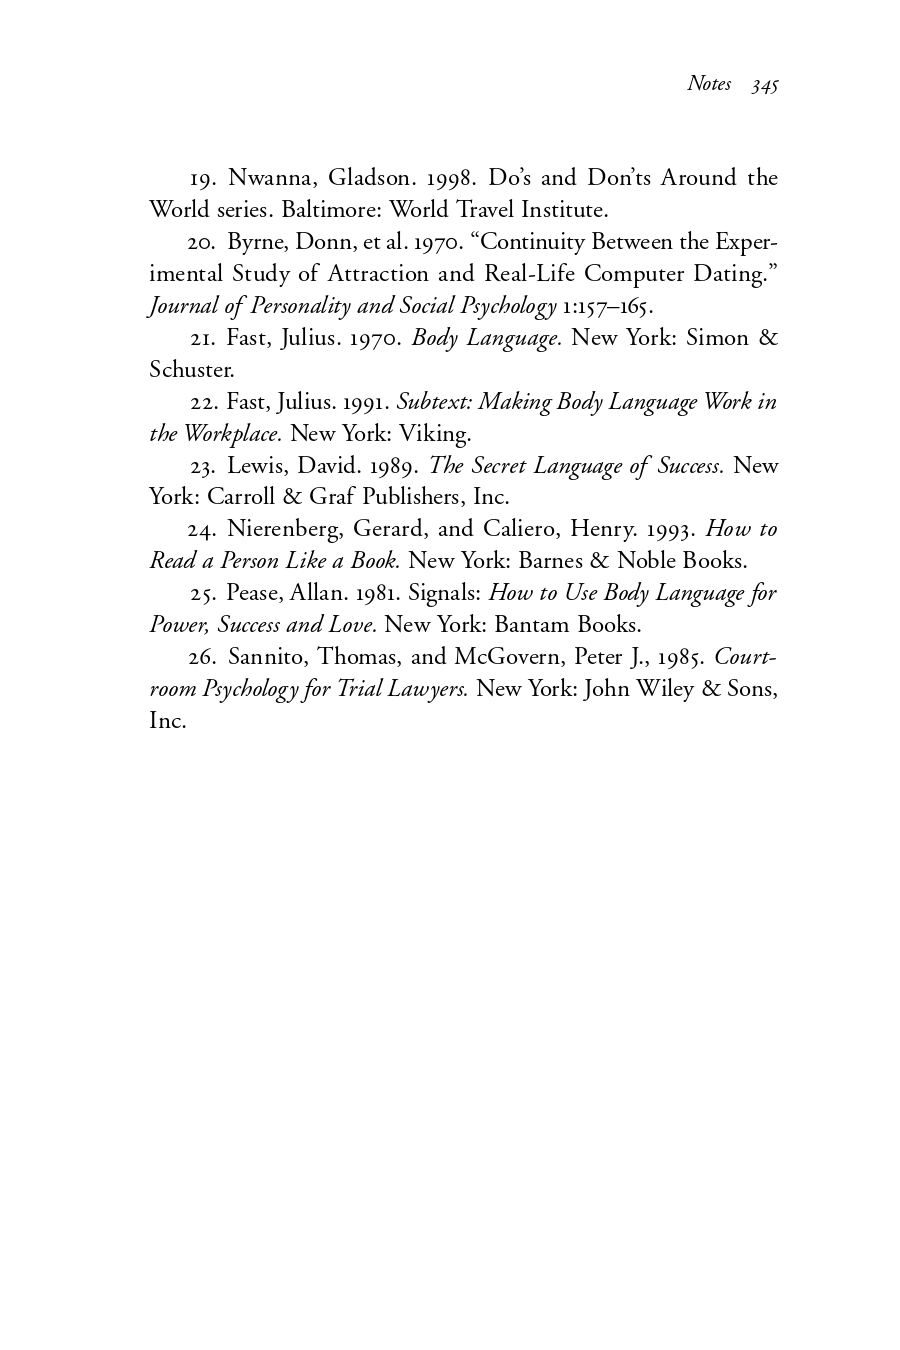 Notes 345
19. Nwanna, Gladson. 1998. Do’s and Don’ts Around the
World series. Baltimore: World Travel Institute.
20. Byrne, Donn, et al. 1970. “Continuity Between the Exper-
imental Study of Attraction and Real-Life Computer Dating.”
Journal of Personality and Social Psychology 1:157–165.
21. Fast, Julius. 1970. Body Language. New York: Simon &
Schuster.
22. Fast, Julius. 1991. Subtext: Making Body Language Work in
the Workplace. New York: Viking.
23. Lewis, David. 1989. The Secret Language of Success. New
York: Carroll & Graf Publishers, Inc.
24. Nierenberg, Gerard, and Caliero, Henry. 1993. How to
Read a Person Like a Book. New York: Barnes & Noble Books.
25. Pease, Allan. 1981. Signals: How to Use Body Language for
Power, Success and Love. New York: Bantam Books.
26. Sannito, Thomas, and McGovern, Peter J., 1985. Court-
room Psychology for Trial Lawyers. New York: John Wiley & Sons,
Inc.